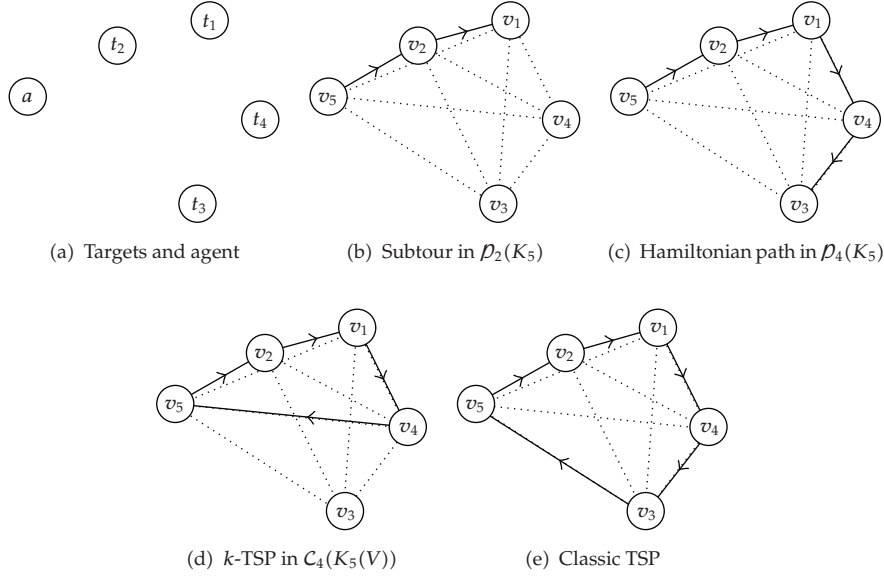 t₁
t₂
a
t₄
t₃
(a) Targets and agent
v₁
v₂
v₅
v₄
v₃
(b) Subtour in 𝒫₂(K₅)
v₁
v₂
v₅
v₄
v₃
(c) Hamiltonian path in 𝒫₄(K₅)
v₁
v₂
v₅
v₄
v₃
(d) k-TSP in 𝒞₄(K₅(V))
v₁
v₂
v₅
v₄
v₃
(e) Classic TSP